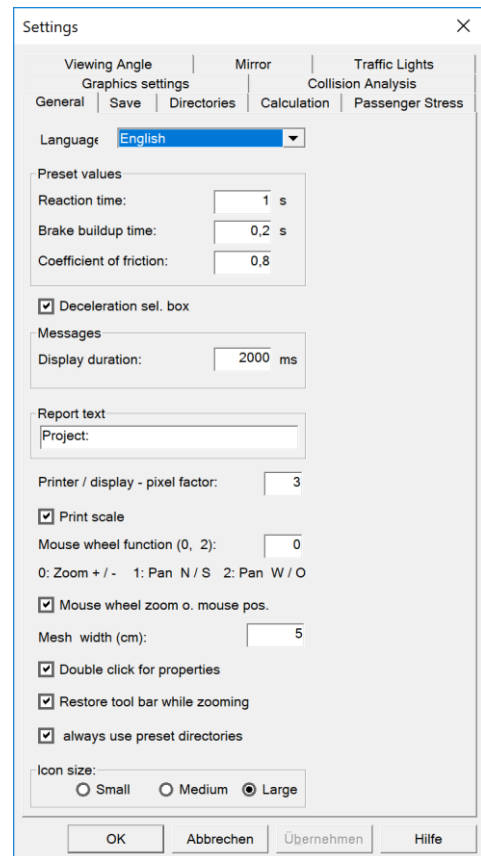 Settings
Viewing Angle Mirror Traffic Lights
Graphics settings Collision Analysis
General Save Directories Calculation Passenger Stress
Language English
Preset values
Reaction time: 1 s
Brake buildup time: 0,2 s
Coefficient of friction: 0,8
Deceleration sel. box
Messages
Display duration: 2000 ms
Report text
Project:
Printer / display - pixel factor: 3
Print scale
Mouse wheel function (0, 2): 0
0: Zoom + / - 1: Pan N / S 2: Pan W / O
Mouse wheel zoom o. mouse pos.
Mesh width (cm): 5
Double click for properties
Restore tool bar while zooming
always use preset directories
Icon size:
Small Medium Large
OK Abbrechen Übernehmen Hilfe